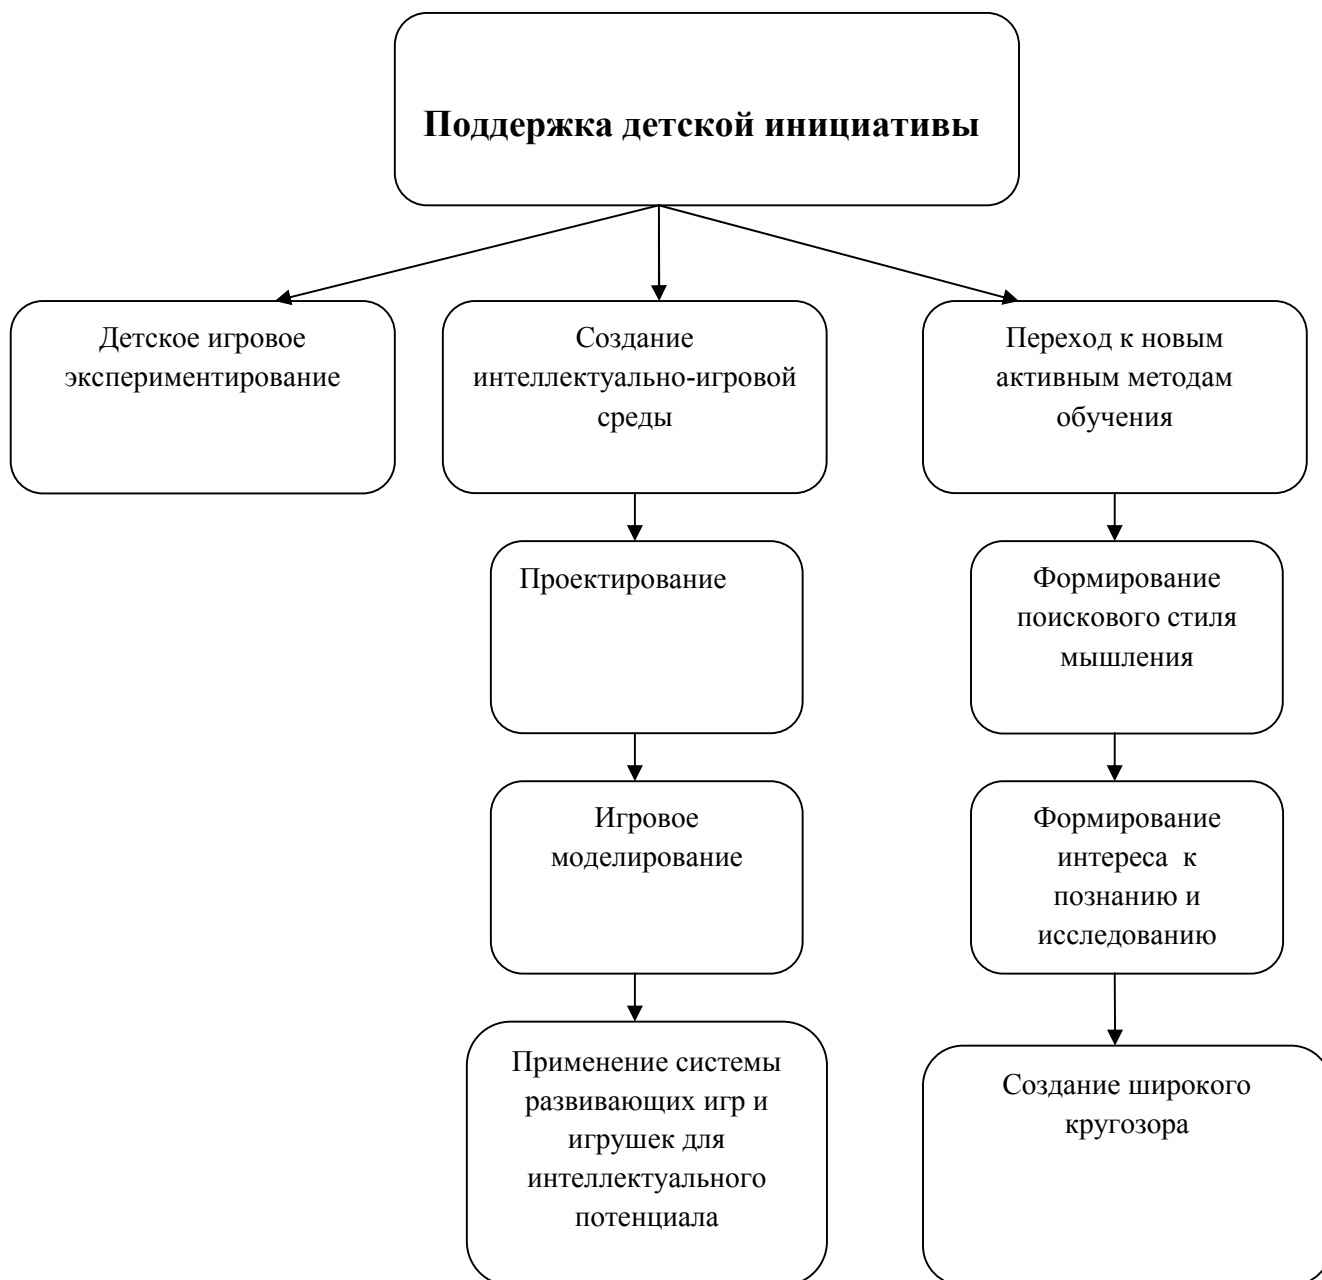 Поддержка детской инициативы
Детское игровое
экспериментирование
Создание
интеллектуально-игровой
среды
Переход к новым
активным методам
обучения
Проектирование
Формирование
поискового стиля
мышления
Игровое
моделирование
Формирование
интереса  к
познанию и
исследованию
Применение системы
развивающих игр и
игрушек для
интеллектуального
потенциала
Создание широкого
кругозора